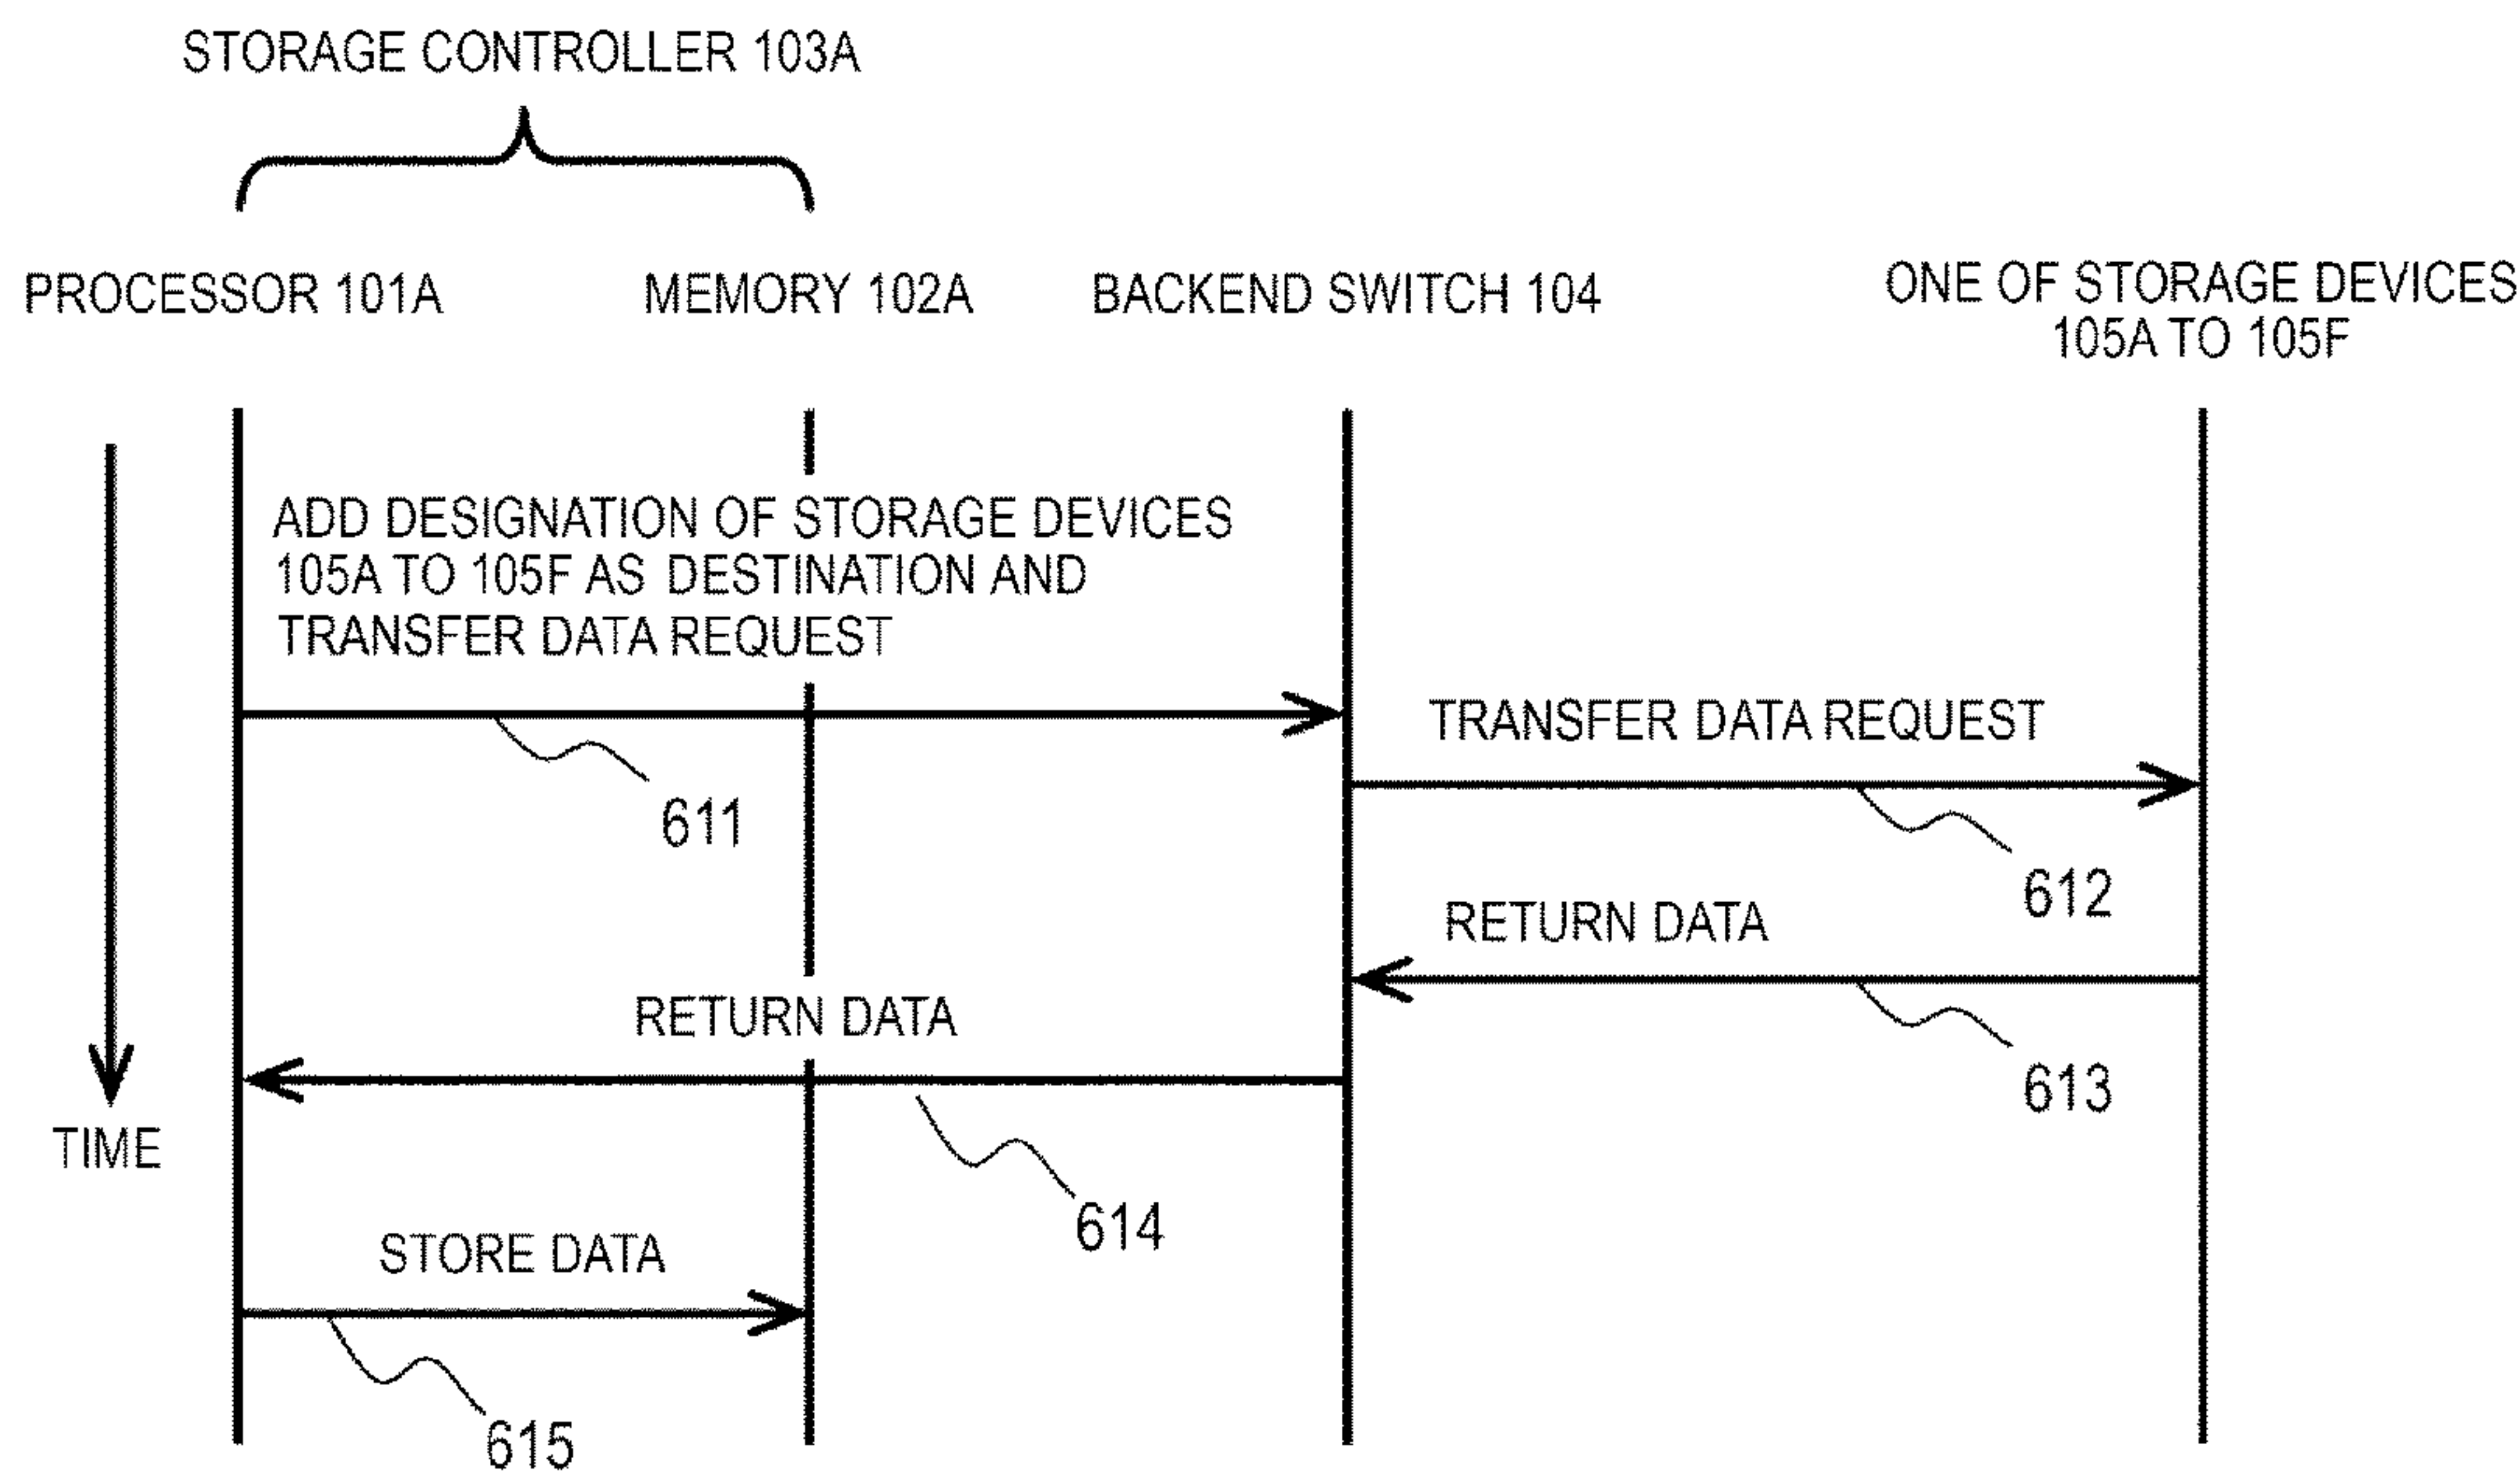 STORAGE CONTROLLER 103A
PROCESSOR 101A
MEMORY 102A
BACKEND SWITCH 104
ONE OF STORAGE DEVICES
105A TO 105F
ADD DESIGNATION OF STORAGE DEVICES
105A TO 105F AS DESTINATION AND
TRANSFER DATA REQUEST
611
TRANSFER DATA REQUEST
612
RETURN DATA
613
RETURN DATA
614
TIME
STORE DATA
615